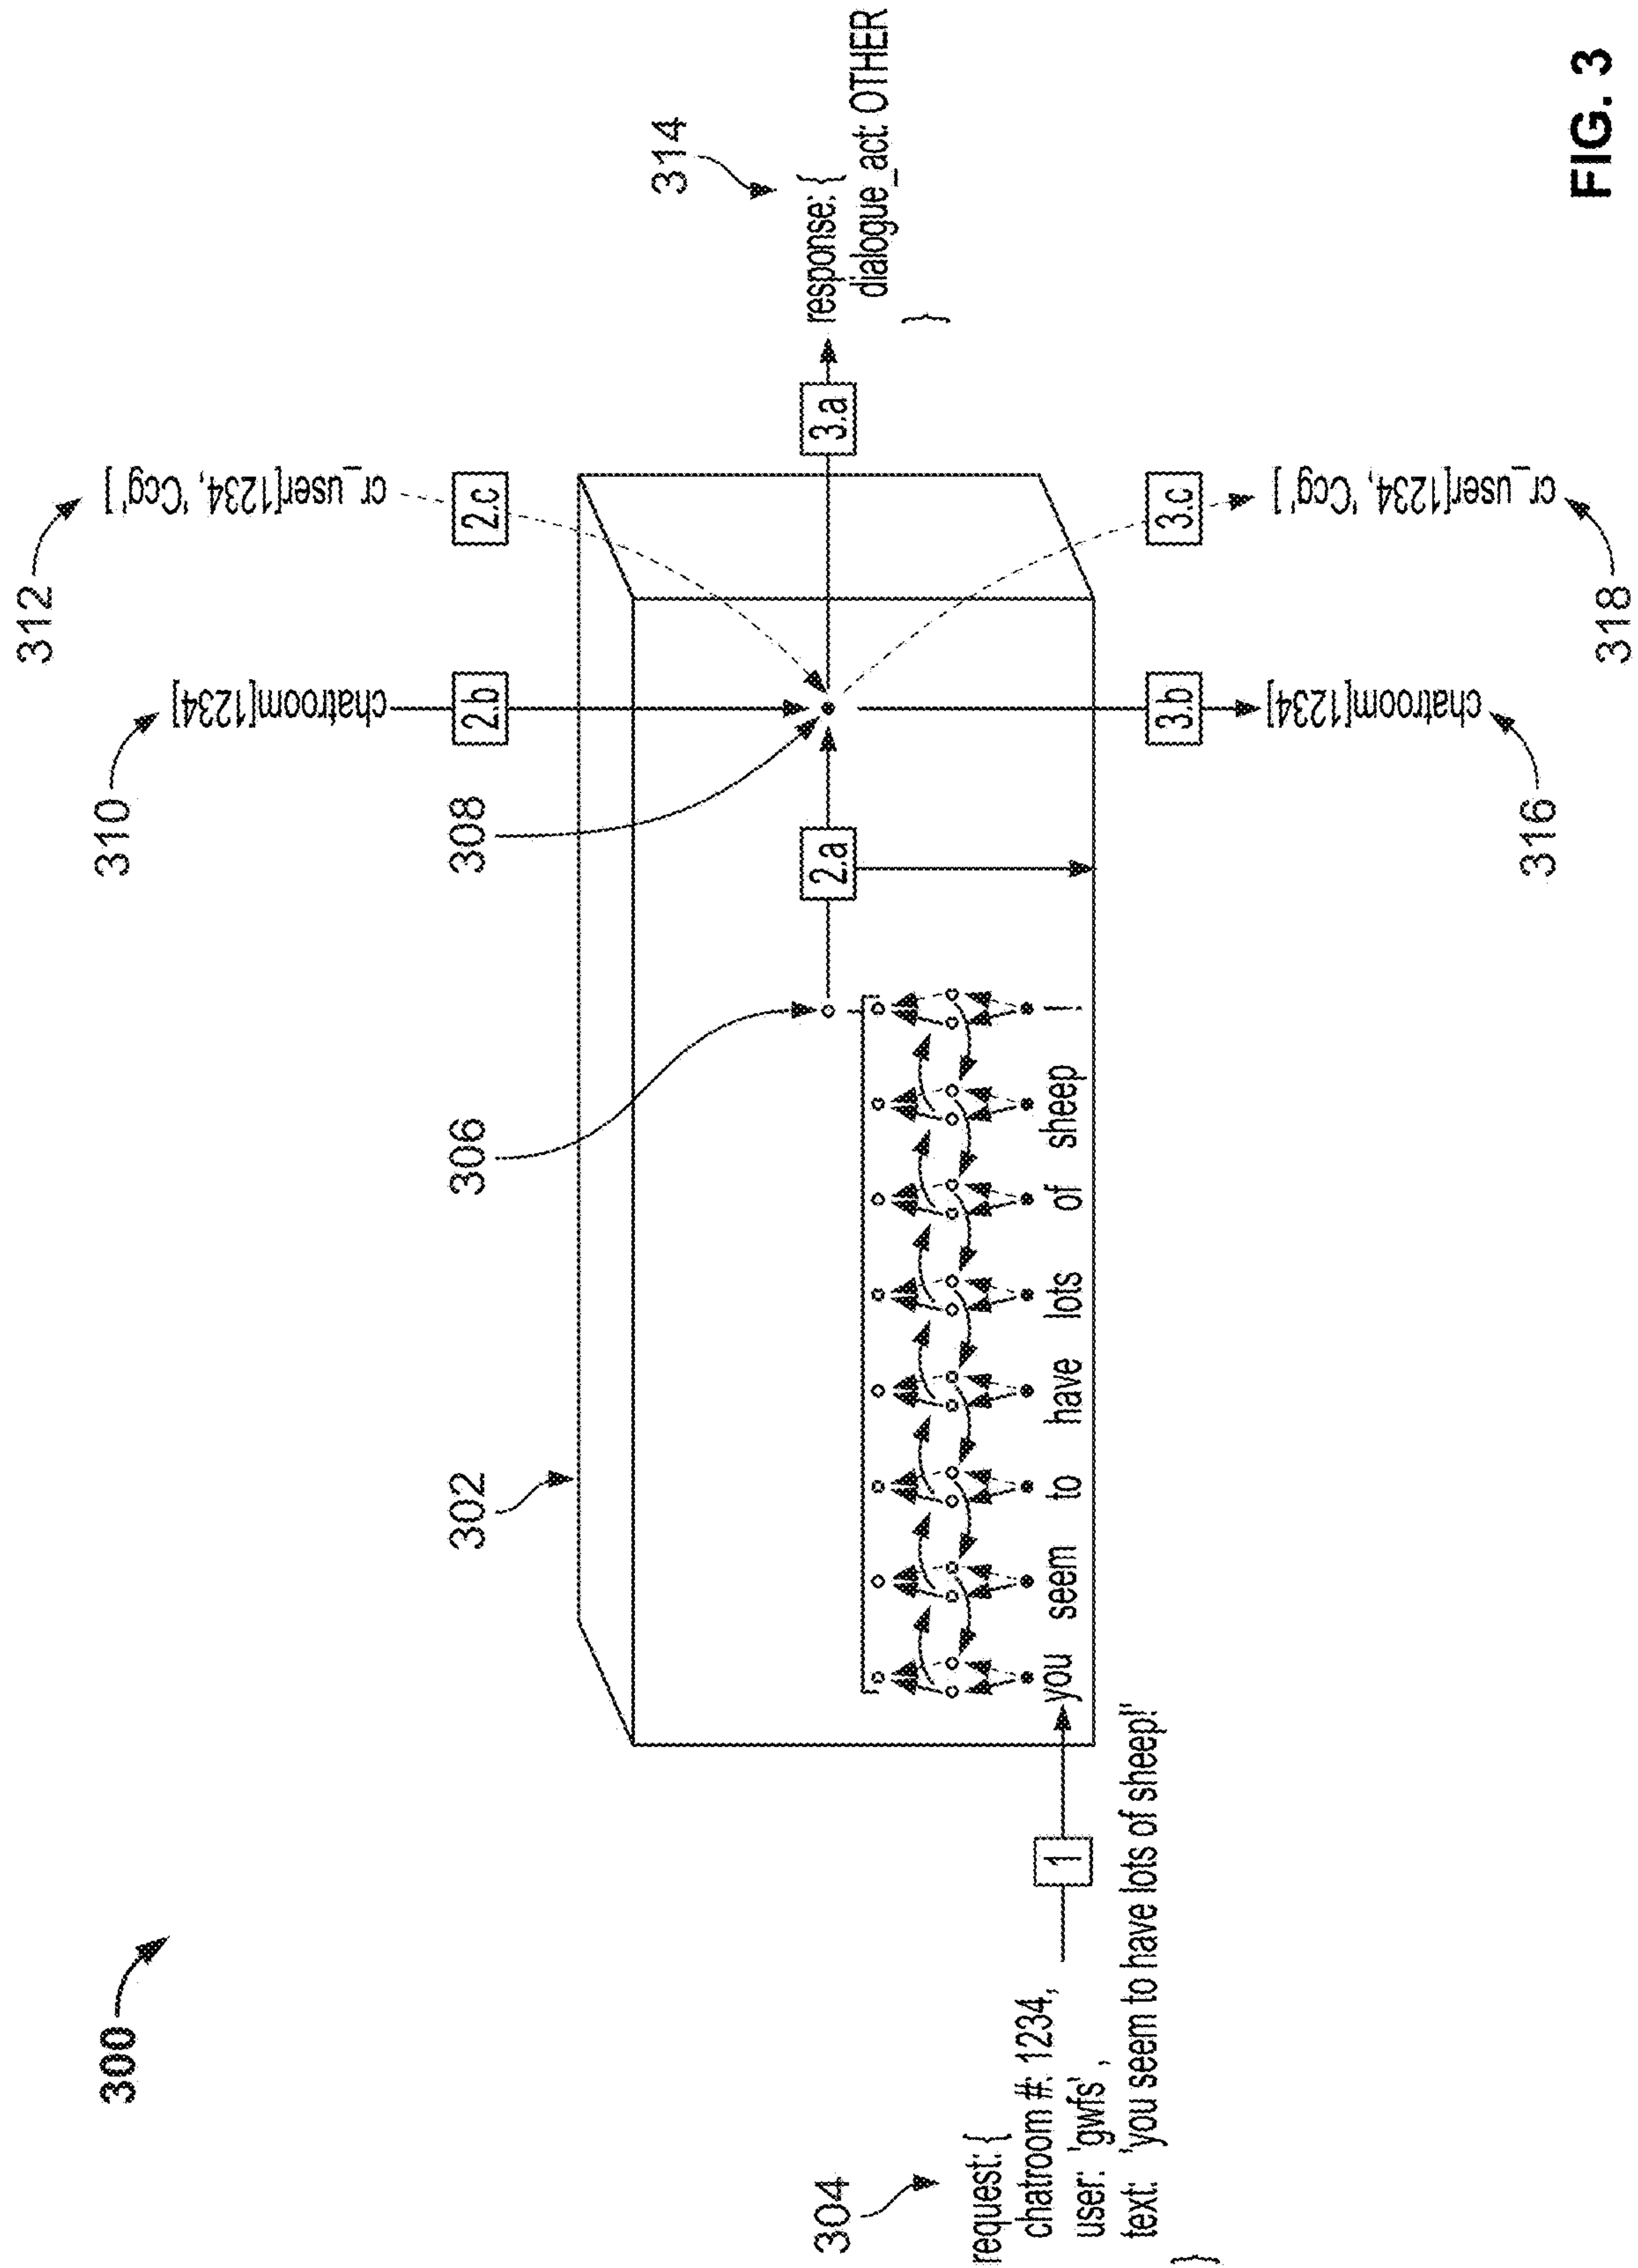 300
312
310
cr_user[1234, 'Ccg']
chatroom[1234]
2.b
2.c
302
306
308
314
2.a
3.a
response: {
dialogue_act: OTHER
}
304
request: {
chatroom #: 1234,
user: 'gwfs',
text: 'you seem to have lots of sheep!"
}
1
you seem to have lots of sheep !
3.b
3.c
chatroom[1234]
cr_user[1234, 'Ccg']
316
318
FIG. 3